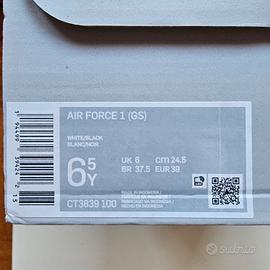 AIR FORCE 1 (GS)
WHITE/BLACK
BLANC/NOIR
6.5Y
UK 6 cm 24.5
BR 37.5 EUR 39
CT3839 100
MADE IN INDONESIA /
FABRIQUÉ EN INDONÉSIE /
HECHO EN INDONESIA
subito